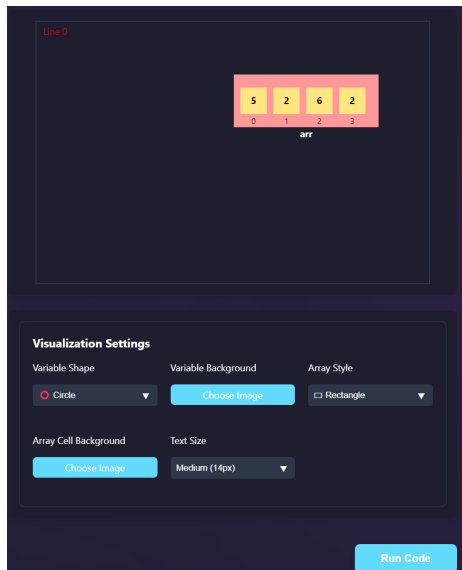 Line 0
5 2 6 2
0 1 2 3
arr
Visualization Settings
Variable Shape Variable Background Array Style
Circle Choose Image Rectangle
Array Cell Background Text Size
Choose Image Medium (14px)
Run Code